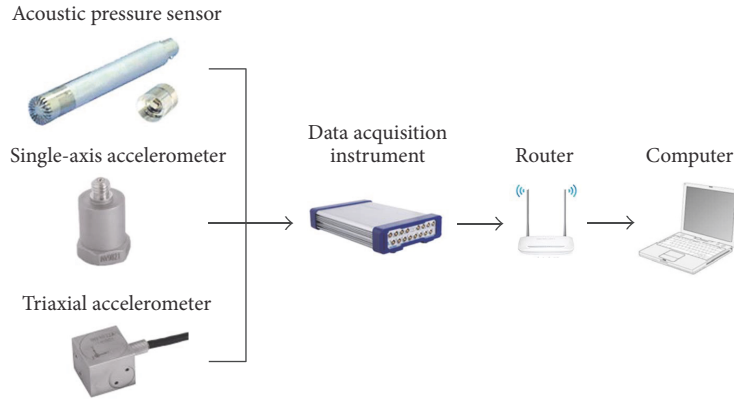 Acoustic pressure sensor
Single-axis accelerometer
Triaxial accelerometer
Data acquisition
instrument
Router
Computer